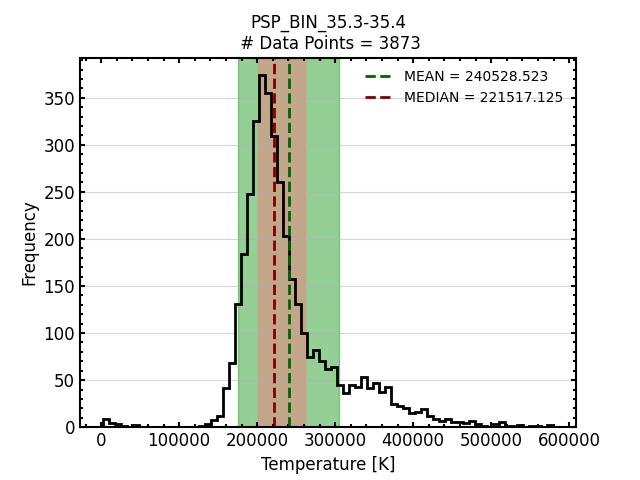 PSP_BIN_35.3-35.4
# Data Points = 3873
MEAN = 240528.523
MEDIAN = 221517.125
Frequency
350
300
250
200
150
100
50
0
0 100000 200000 300000 400000 500000 600000
Temperature [K]